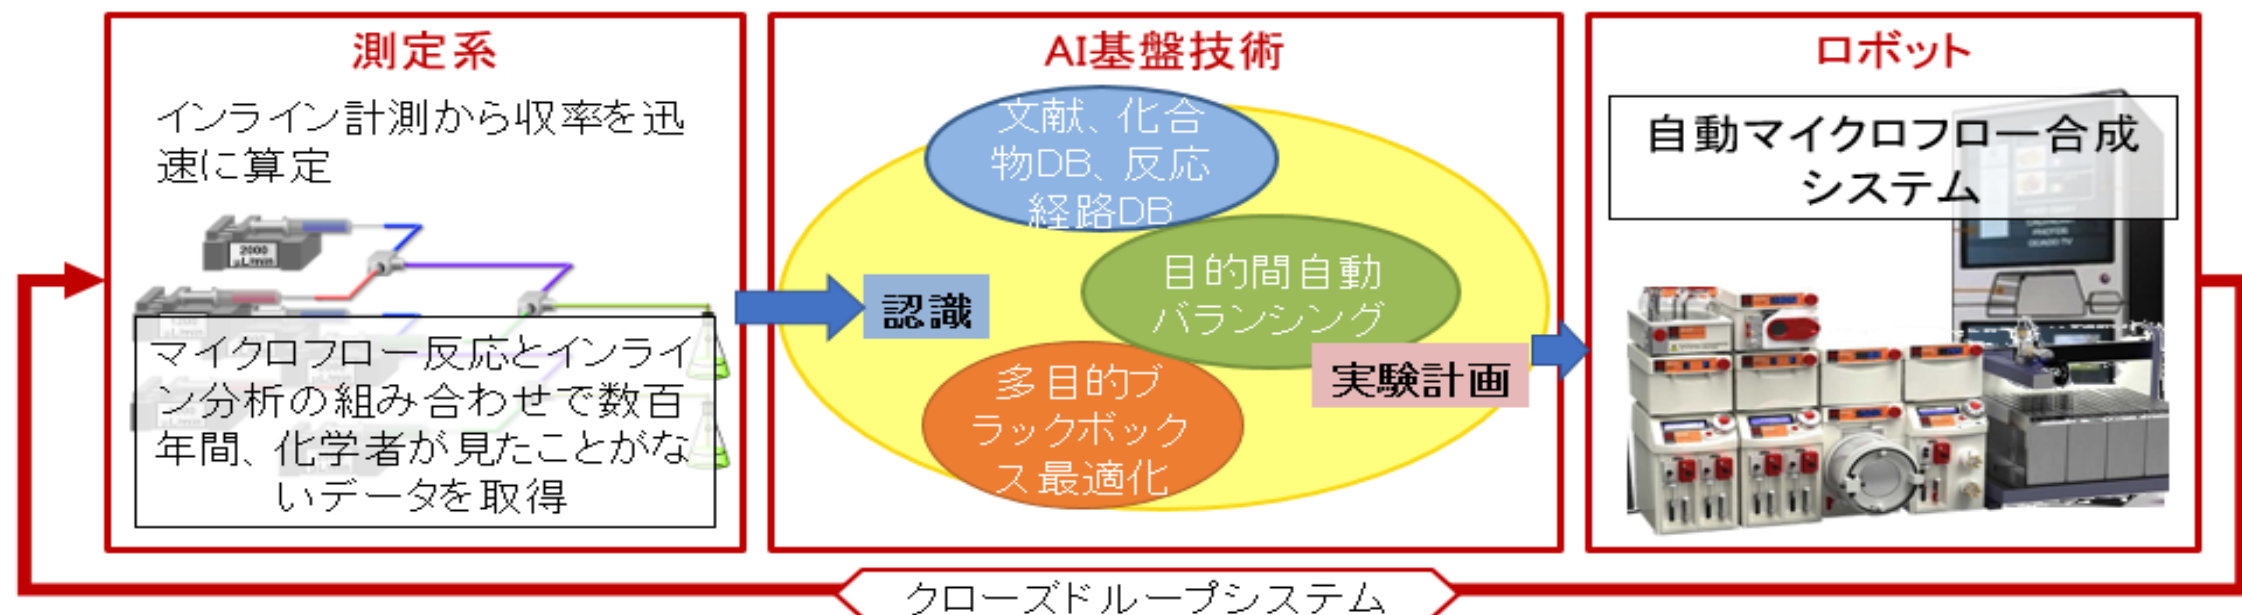 測定系
インライン計測から収率を迅
速に算定
2000
μL/min
マイクロフロー反応とインライ
ン分析の組み合わせで数百
年間、化学者が見たことがな
いデータを取得
AI基盤技術
文献、化合
物DB、反応
経路DB
目的間自動
バランシング
認識
多目的ブ
ラックボック
ス最適化
実験計画
ロボット
自動マイクロフロー合成
システム
クローズドループシステム